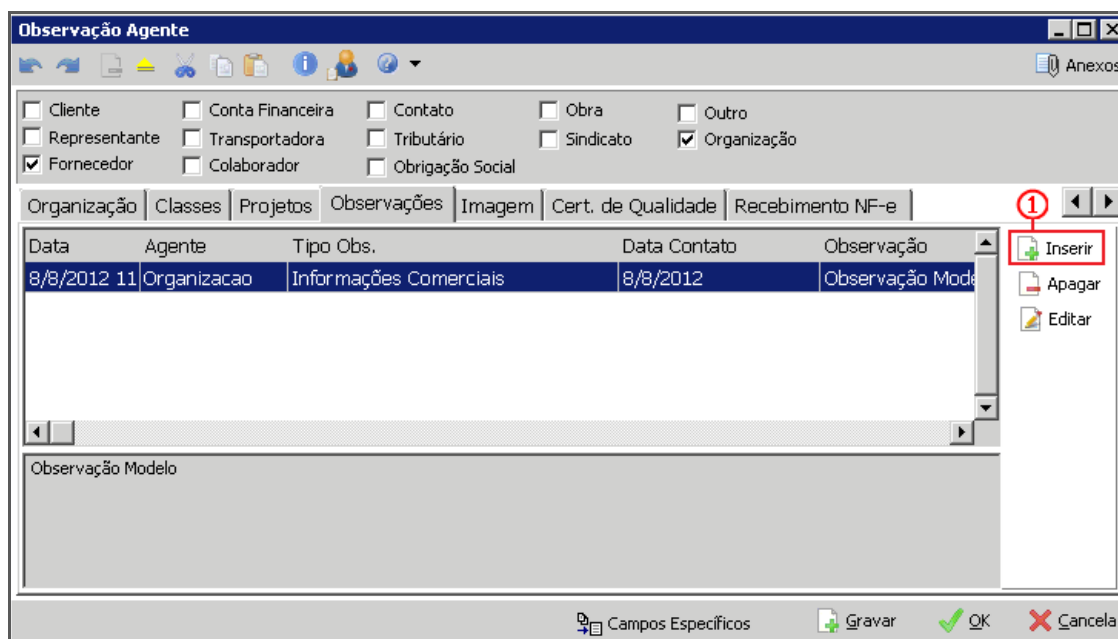 Observação Agente
Anexos
Cliente Conta Financeira Contato Obra Outro
Representante Transportadora Tributário Sindicato Organização
Fornecedor Colaborador Obrigação Social
Organização Classes Projetos Observações Imagem Cert. de Qualidade Recebimento NF-e 1
Data Agente Tipo Obs. Data Contato Observação Inserir
8/8/2012 11 Organizacao Informações Comerciais 8/8/2012 Observação Mode
Apagar
Editar
Observação Modelo
Campos Específicos Gravar OK Cancela